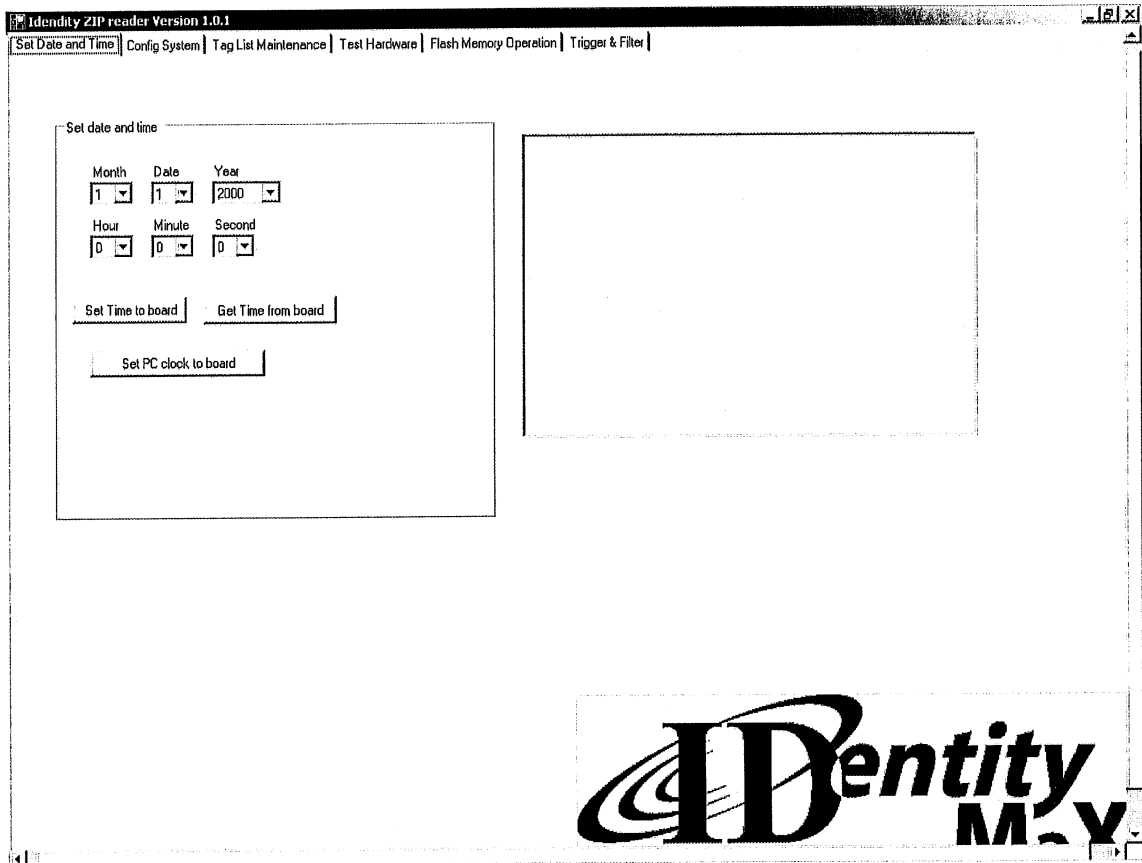 Idendity ZIP reader Version 1.0.1
Set Date and Time Config System Tag List Maintenance Test Hardware Flash Memory Operation Trigger & Filter
Set date and time
Month Date Year
1 1 2000
Hour Minute Second
0 0 0
Set Time to board Get Time from board
Set PC clock to board
IDentity
MaX